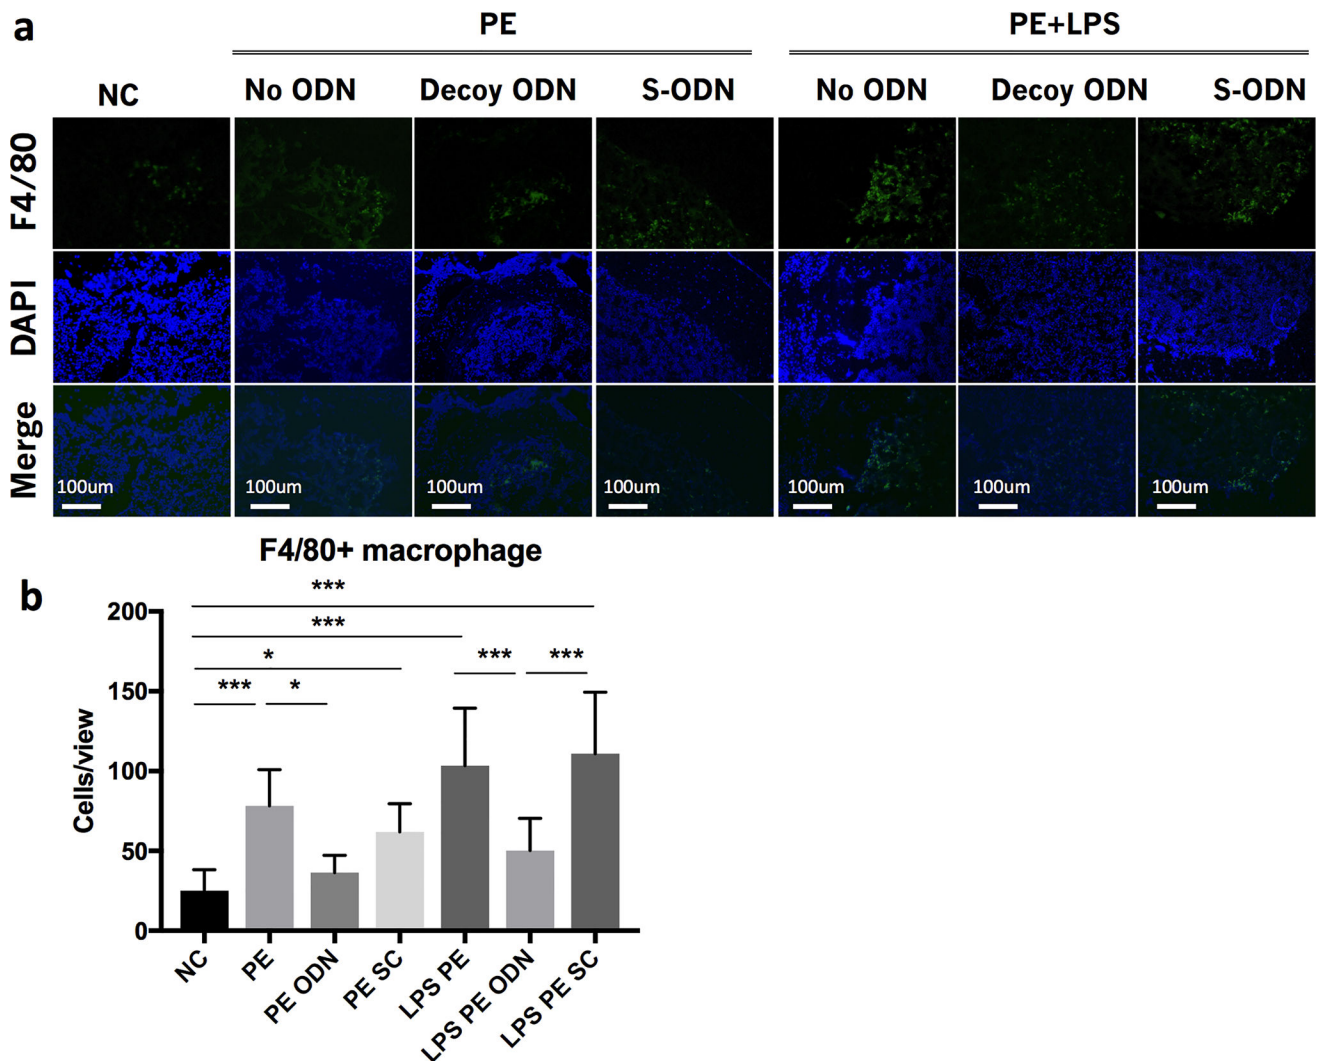 a
PE
PE+LPS
NC
No ODN
Decoy ODN
S-ODN
No ODN
Decoy ODN
S-ODN
F4/80
DAPI
Merge
100um
100um
100um
100um
100um
100um
100um
F4/80+ macrophage
b
***
***
*
***
***
***
*
200
150
100
50
0
Cells/view
NC
PE
PE ODN
PE SC
LPS PE
LPS PE ODN
LPS PE SC